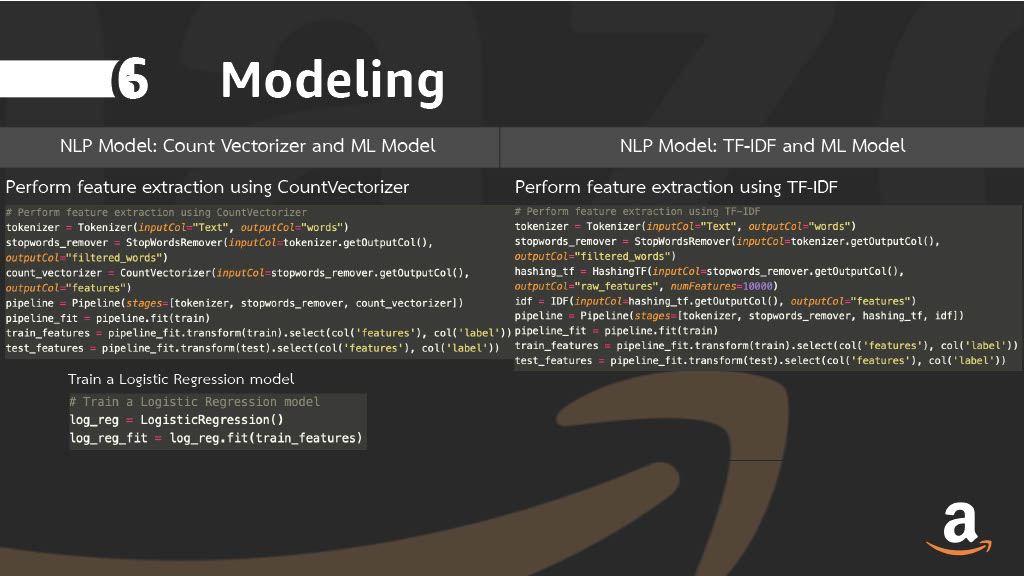 6 Modeling
NLP Model: Count Vectorizer and ML Model
Perform feature extraction using CountVectorizer
# Perform feature extraction using CountVectorizer
tokenizer = Tokenizer(inputCol="Text", outputCol="words")
stopwords_remover = StopWordsRemover(inputCol=tokenizer.getOutputCol(),
outputCol="filtered_words")
count_vectorizer = CountVectorizer(inputCol=stopwords_remover.getOutputCol(),
outputCol="features")
pipeline = Pipeline(stages=[tokenizer, stopwords_remover, count_vectorizer])
pipeline_fit = pipeline.fit(train)
train_features = pipeline_fit.transform(train).select(col('features'), col('label'))
test_features = pipeline_fit.transform(test).select(col('features'), col('label'))
Train a Logistic Regression model
# Train a Logistic Regression model
log_reg = LogisticRegression()
log_reg_fit = log_reg.fit(train_features)
NLP Model: TF-IDF and ML Model
Perform feature extraction using TF-IDF
# Perform feature extraction using TF-IDF
tokenizer = Tokenizer(inputCol="Text", outputCol="words")
stopwords_remover = StopWordsRemover(inputCol=tokenizer.getOutputCol(),
outputCol="filtered_words")
hashing_tf = HashingTF(inputCol=stopwords_remover.getOutputCol(),
outputCol="raw_features", numFeatures=10000)
idf = IDF(inputCol=hashing_tf.getOutputCol(), outputCol="features")
pipeline = Pipeline(stages=[tokenizer, stopwords_remover, hashing_tf, idf])
pipeline_fit = pipeline.fit(train)
train_features = pipeline_fit.transform(train).select(col('features'), col('label'))
test_features = pipeline_fit.transform(test).select(col('features'), col('label'))
a